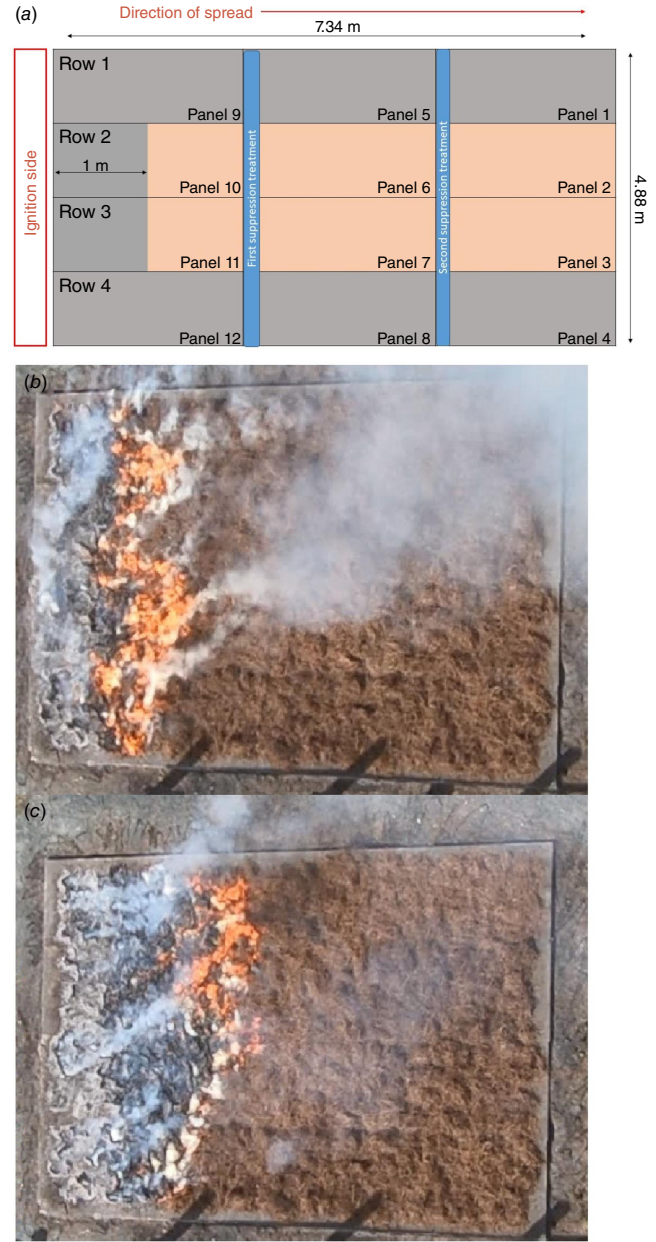 (a)
Direction of spread
7.34 m
Row 1
Panel 9
Panel 5
Panel 1
Row 2
1 m
Panel 10
Panel 6
Panel 2
Row 3
Panel 11
Panel 7
Panel 3
Row 4
Panel 12
Panel 8
Panel 4
Ignition side
First suppression treatment
Second suppression treatment
4.88 m
(b)
(c)